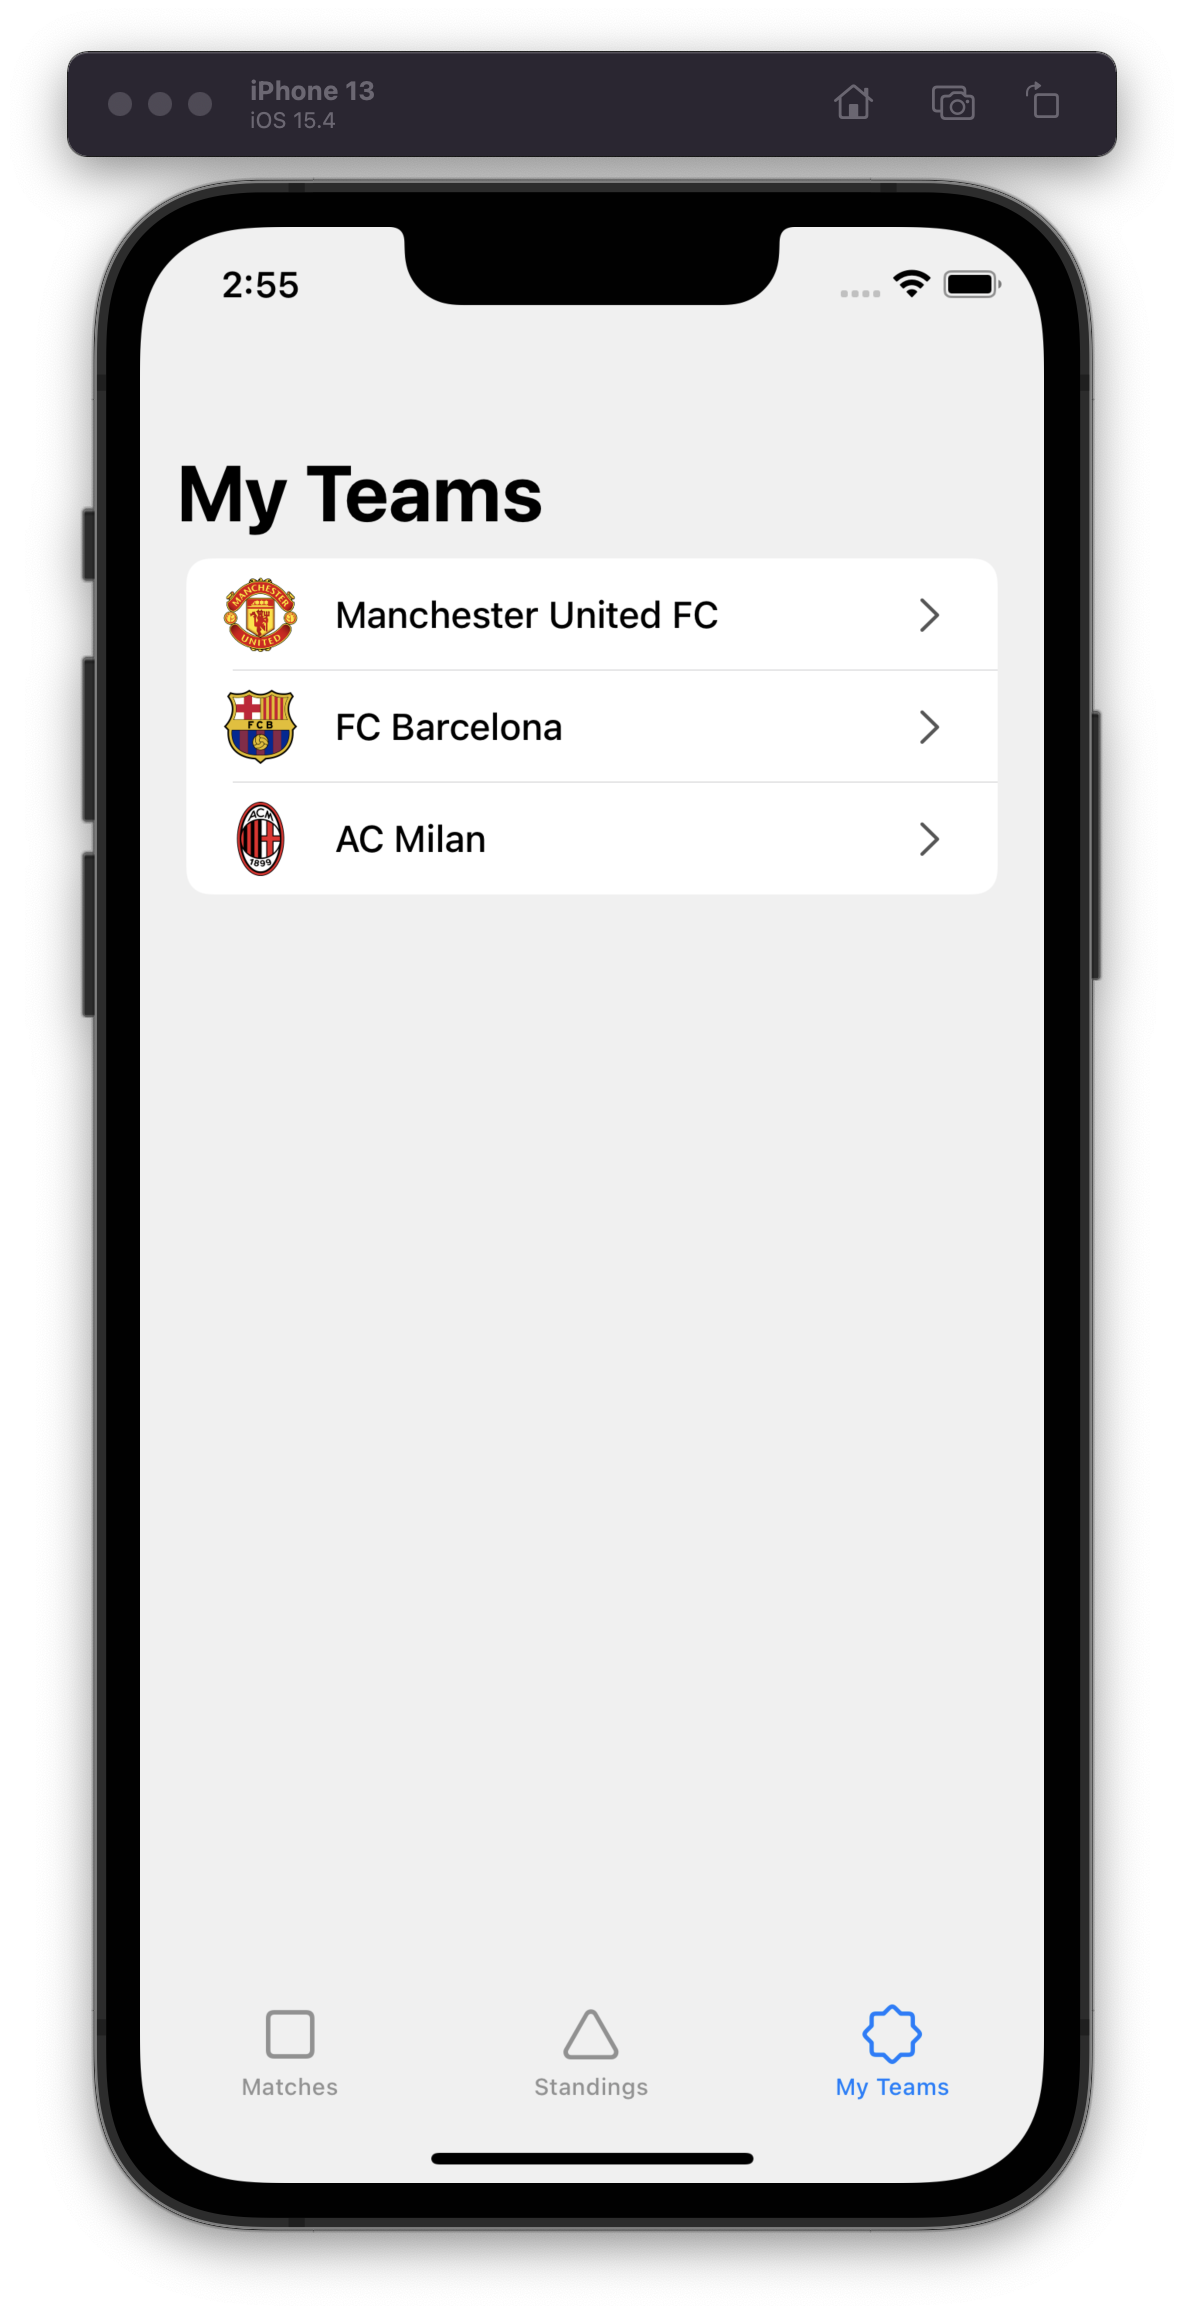 iPhone 13
iOS 15.4
2:55
My Teams
MANCHESTER
UNITED
Manchester United FC
FCB
FC Barcelona
ACM
1899
AC Milan
Matches
Standings
My Teams